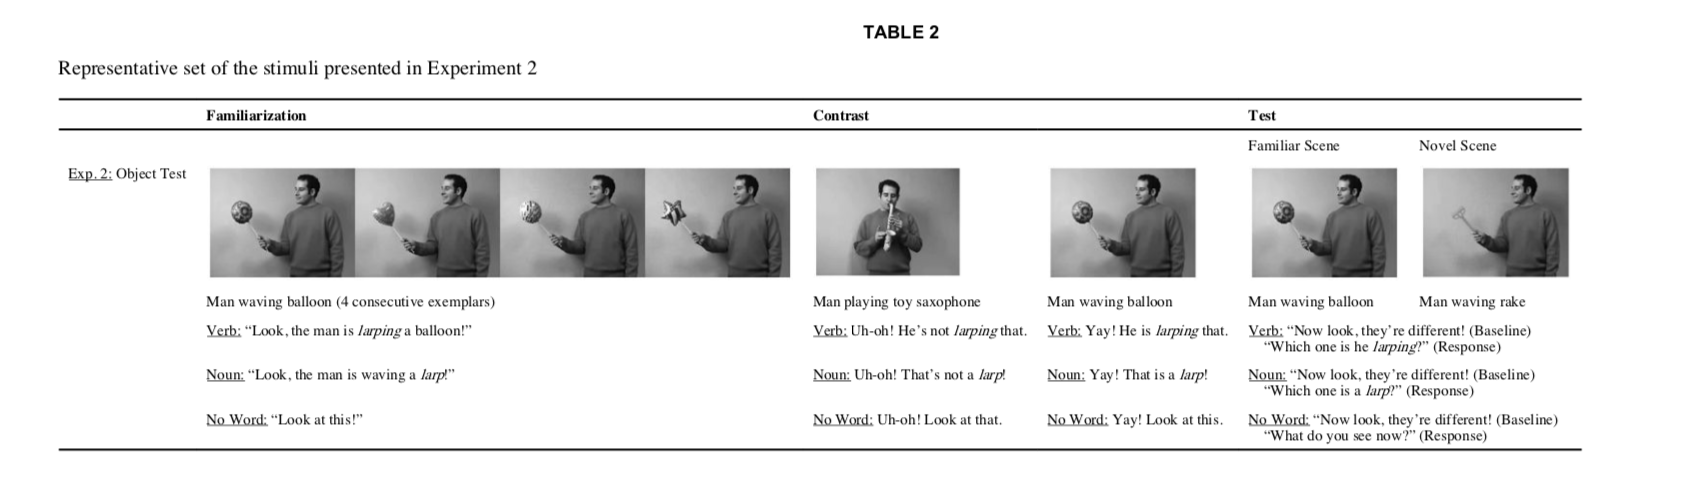 TABLE 2
Representative set of the stimuli presented in Experiment 2
Familiarization Contrast Test
Familiar Scene Novel Scene
Exp. 2: Object Test
Man waving balloon (4 consecutive exemplars) Man playing toy saxophone Man waving balloon Man waving balloon Man waving rake
Verb: “Look, the man is larping a balloon!” Verb: Uh-oh! He’s not larping that. Verb: Yay! He is larping that. Verb: “Now look, they’re different! (Baseline)
“Which one is he larping?” (Response)
Noun: “Look, the man is waving a larp!” Noun: Uh-oh! That’s not a larp! Noun: Yay! That is a larp! Noun: “Now look, they’re different! (Baseline)
“Which one is a larp?” (Response)
No Word: “Look at this!” No Word: Uh-oh! Look at that. No Word: Yay! Look at this. No Word: “Now look, they’re different! (Baseline)
“What do you see now?” (Response)